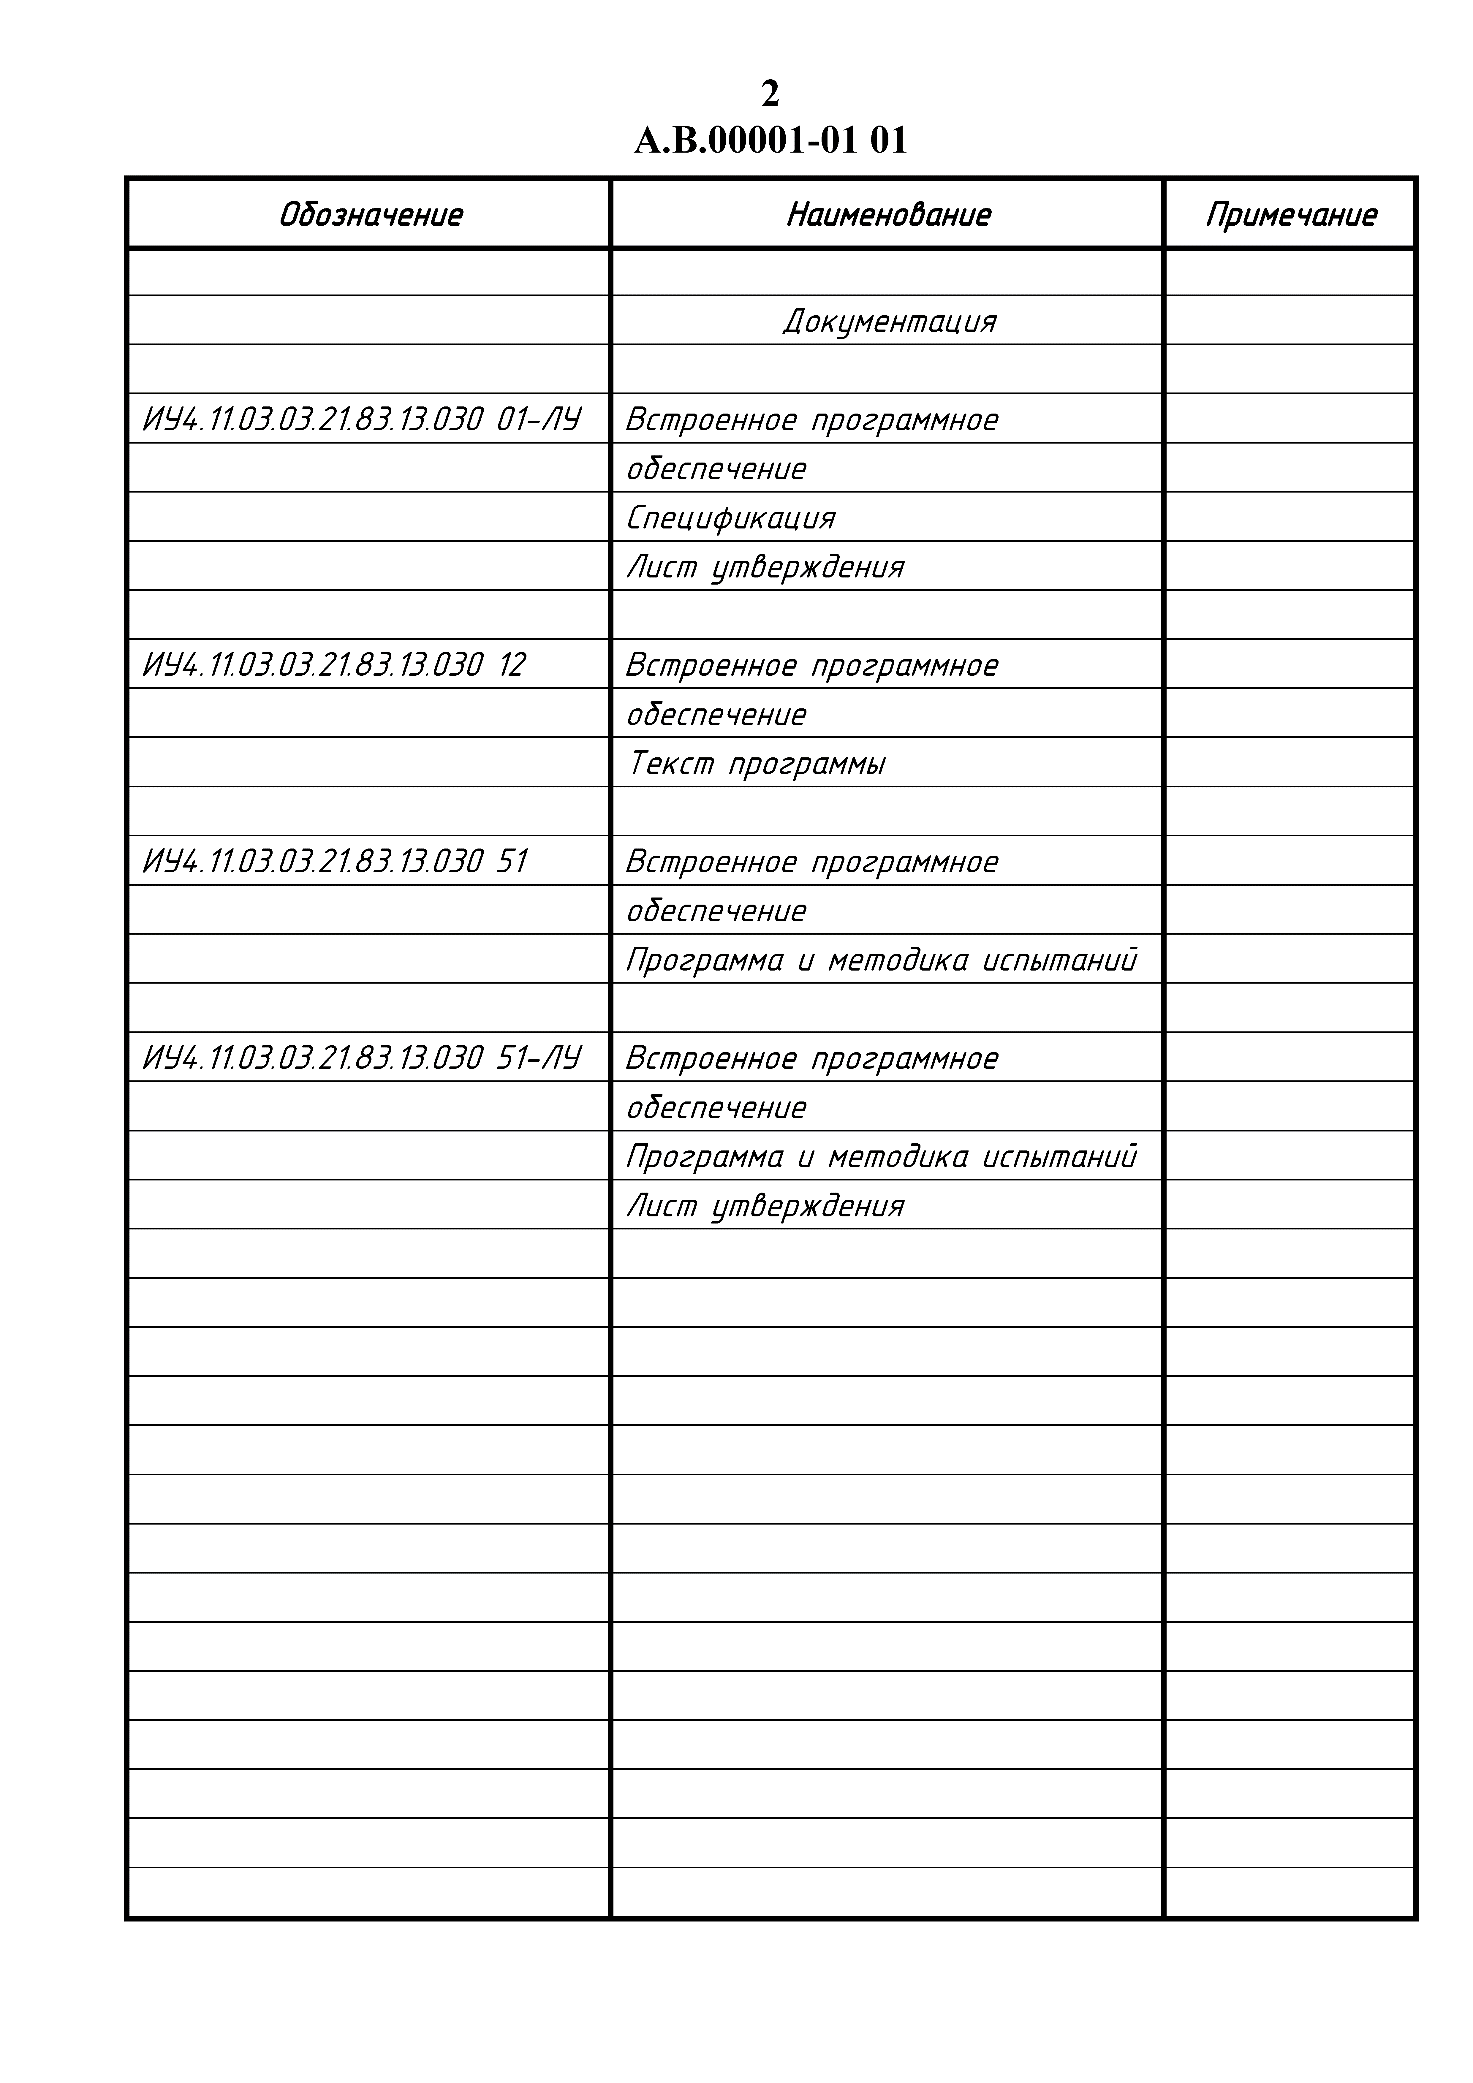 2
А.В.00001-01 01
Обозначение Наименование Примечание
Документация
ИУ4.11.03.03.21.83.13.030 01-ЛУ Встроенное программное
обеспечение
Спецификация
Лист утверждения
ИУ4.11.03.03.21.83.13.030 12 Встроенное программное
обеспечение
Текст программы
ИУ4.11.03.03.21.83.13.030 51 Встроенное программное
обеспечение
Программа и методика испытаний
ИУ4.11.03.03.21.83.13.030 51-ЛУ Встроенное программное
обеспечение
Программа и методика испытаний
Лист утверждения